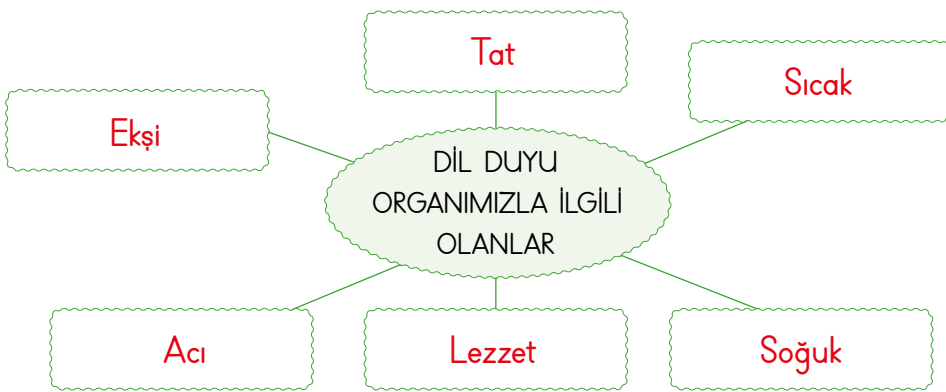 Tat
Sıcak
Ekşi
DİL DUYU
ORGANIMIZLA İLGİLİ
OLANLAR
Acı
Lezzet
Soğuk